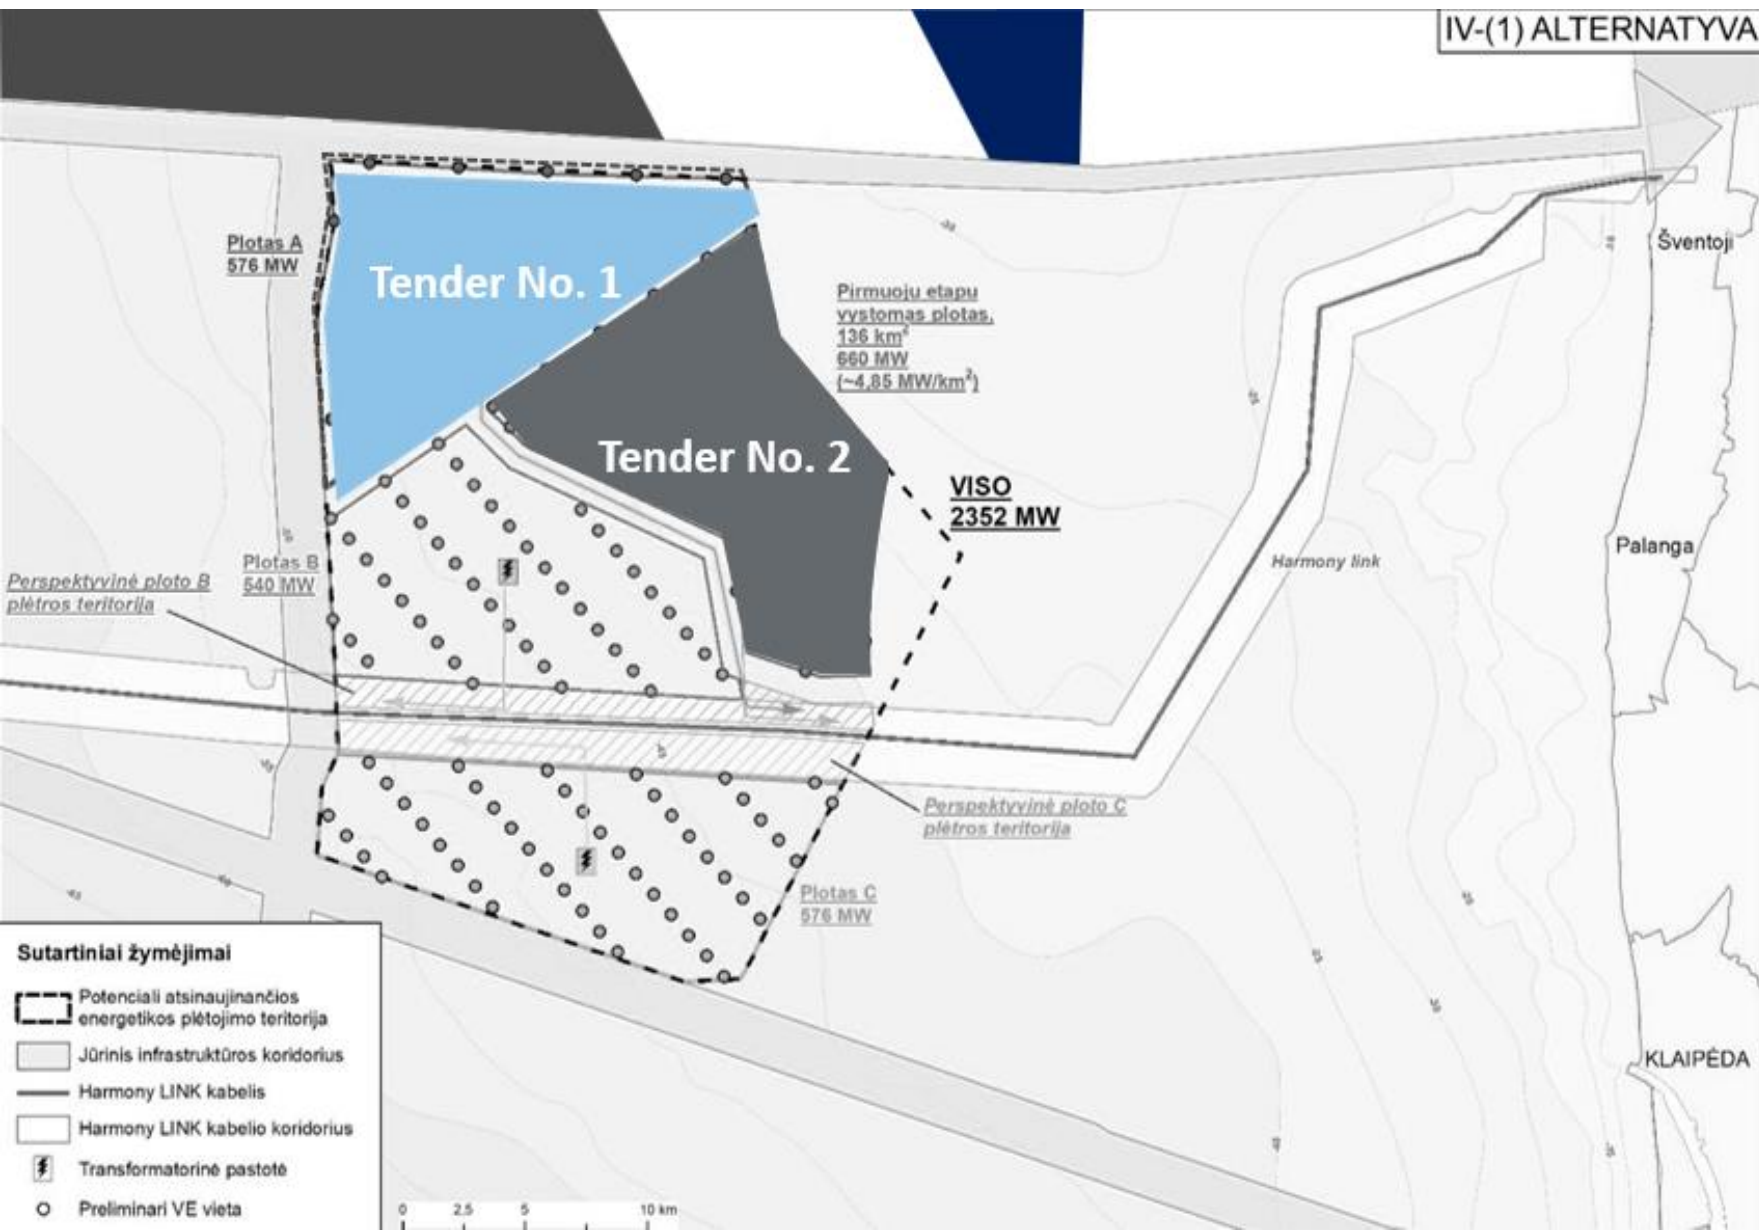 IV-(1) ALTERNATYVA
Plotas A
576 MW
Tender No. 1
Šventoji
Pirmuoju etapu
vystomas plotas,
136 km²
660 MW
(~4,85 MW/km²)
Tender No. 2
VISO
2352 MW
Harmony link
Palanga
Plotas B
540 MW
Perspektyvinė ploto B
plėtros teritorija
Perspektyvinė ploto C
plėtros teritorija
Plotas C
576 MW
KLAIPĖDA
Sutartiniai žymėjimai
Potenciali atsinaujinančios
energetikos plėtojimo teritorija
Jūrinis infrastruktūros koridorius
Harmony LINK kabelis
Harmony LINK kabelio koridorius
Transformatorinė pastotė
Preliminari VE vieta
0 2,5 5 10 km